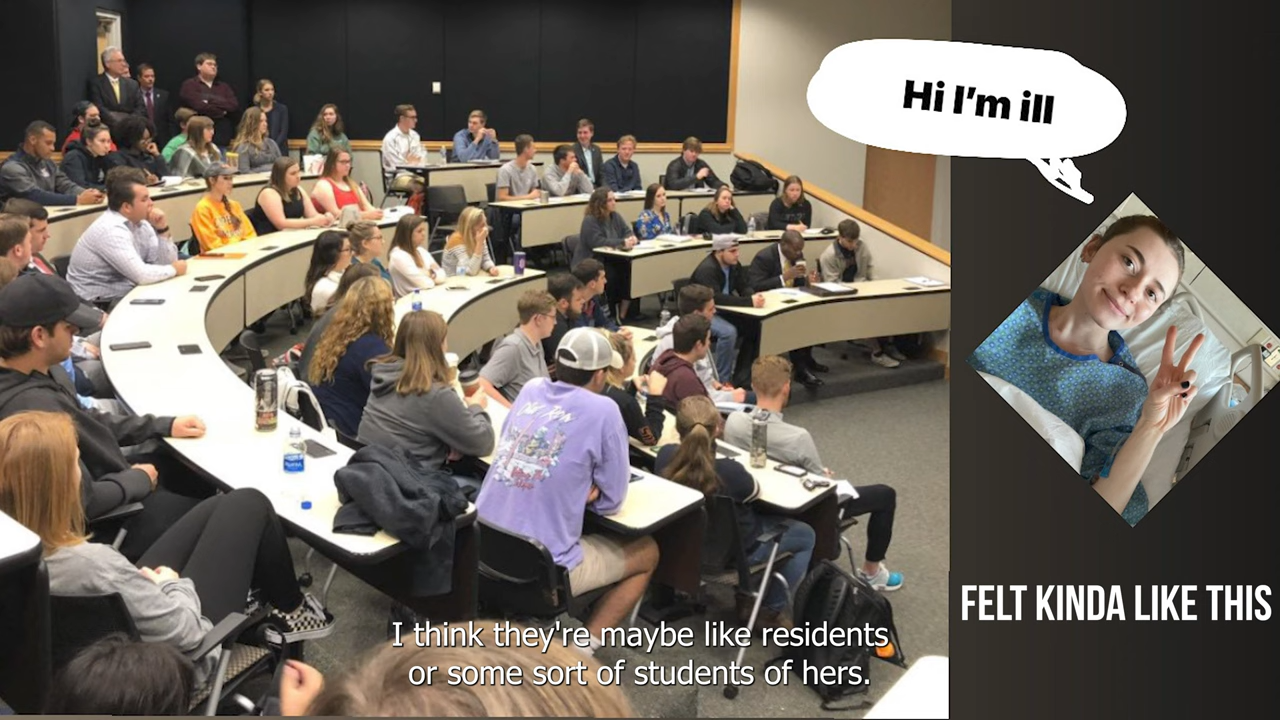 Hi I'm ill
FELT KINDA LIKE THIS
I think they're maybe like residents
or some sort of students of hers.